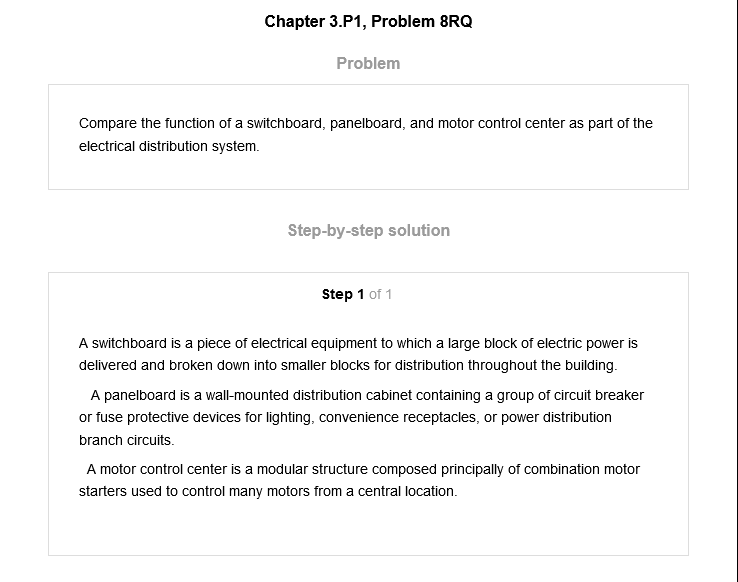 Chapter 3.P1, Problem 8RQ
Problem
Compare the function of a switchboard, panelboard, and motor control center as part of the
electrical distribution system.
Step-by-step solution
Step 1 of 1
A switchboard is a piece of electrical equipment to which a large block of electric power is
delivered and broken down into smaller blocks for distribution throughout the building.
A panelboard is a wall-mounted distribution cabinet containing a group of circuit breaker
or fuse protective devices for lighting, convenience receptacles, or power distribution
branch circuits.
A motor control center is a modular structure composed principally of combination motor
starters used to control many motors from a central location.